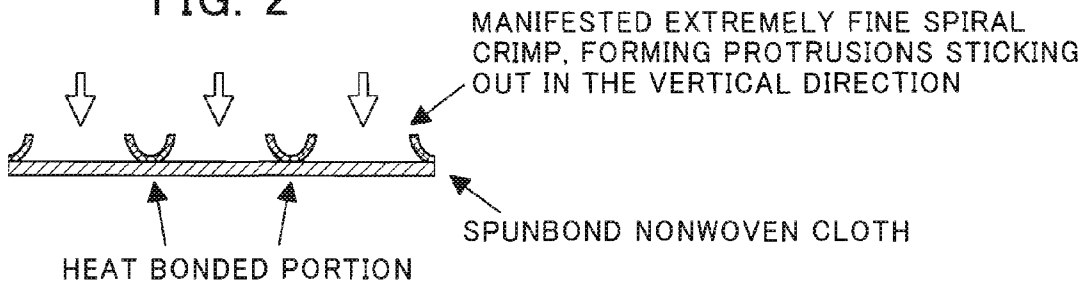 FIG. 2
MANIFESTED EXTREMELY FINE SPIRAL
CRIMP, FORMING PROTRUSIONS STICKING
OUT IN THE VERTICAL DIRECTION
SPUNBOND NONWOVEN CLOTH
HEAT BONDED PORTION